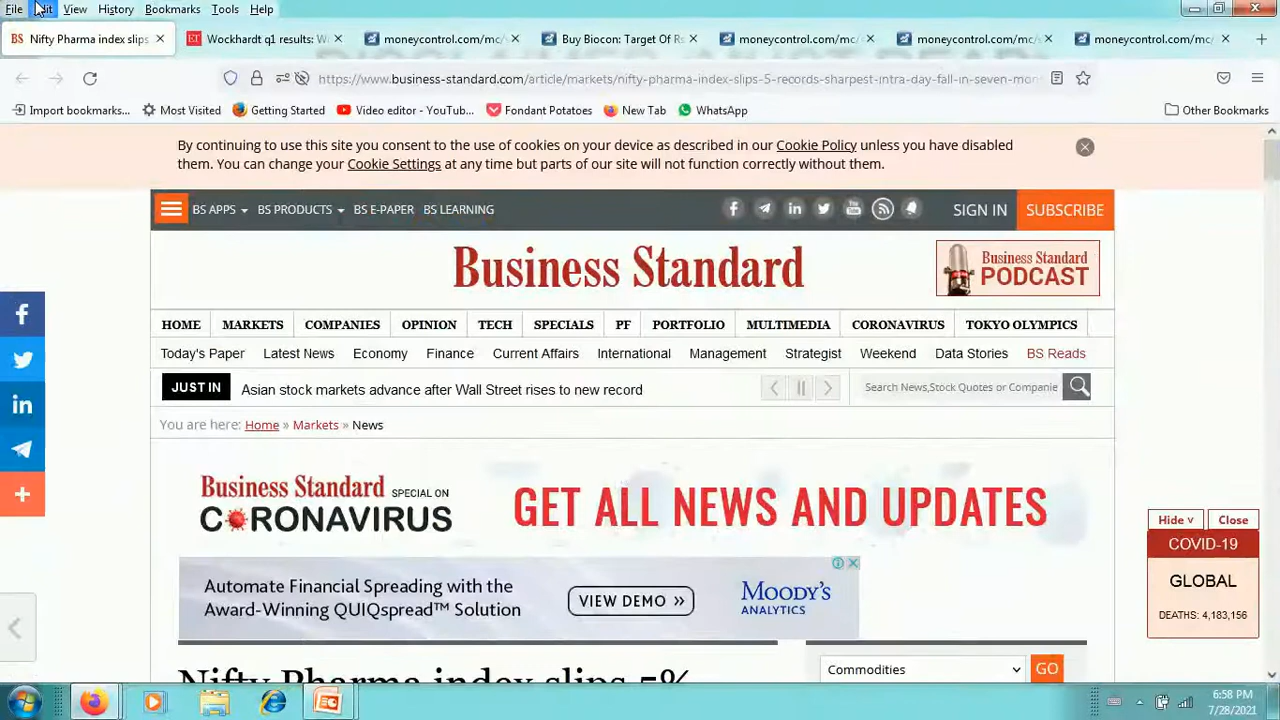 File Edit View History Bookmarks Tools Help
BS Nifty Pharma index slips
ET Wockhardt q1 results: W
moneycontrol.com/mc/
Buy Biocon: Target Of Rs
moneycontrol.com/mc/
moneycontrol.com/mc/
moneycontrol.com/mc/
https://www.business-standard.com/article/markets/nifty-pharma-index-slips-5-records-sharpest-intra-day-fall-in-seven-mon
Import bookmarks... Most Visited Getting Started Video editor - YouTub... Fondant Potatoes New Tab WhatsApp Other Bookmarks
By continuing to use this site you consent to the use of cookies on your device as described in our Cookie Policy unless you have disabled
them. You can change your Cookie Settings at any time but parts of our site will not function correctly without them.
BS APPS BS PRODUCTS BS E-PAPER BS LEARNING SIGN IN SUBSCRIBE
Business Standard
Business Standard
PODCAST
HOME MARKETS COMPANIES OPINION TECH SPECIALS PF PORTFOLIO MULTIMEDIA CORONAVIRUS TOKYO OLYMPICS
Today's Paper Latest News Economy Finance Current Affairs International Management Strategist Weekend Data Stories BS Reads
JUST IN Asian stock markets advance after Wall Street rises to new record
Search News,Stock Quotes or Companie
You are here: Home » Markets » News
Business Standard SPECIAL ON
CORONAVIRUS
GET ALL NEWS AND UPDATES
Automate Financial Spreading with the
Award-Winning QUIQspread™ Solution
VIEW DEMO »
MOODY'S
ANALYTICS
Hide v Close
COVID-19
GLOBAL
DEATHS: 4,183,156
Nifty Pharma index slips 5%
Commodities GO
6:58 PM
7/28/2021